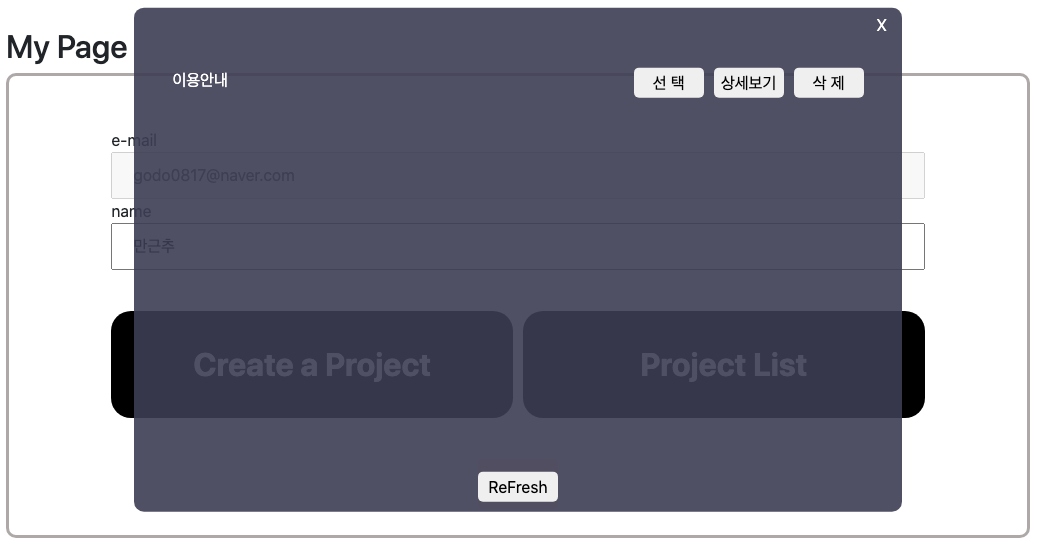 X
My Page
이용안내 선 택 상세보기 삭 제
e-mail
godo0817@naver.com
name
만근추
Create a Project Project List
ReFresh